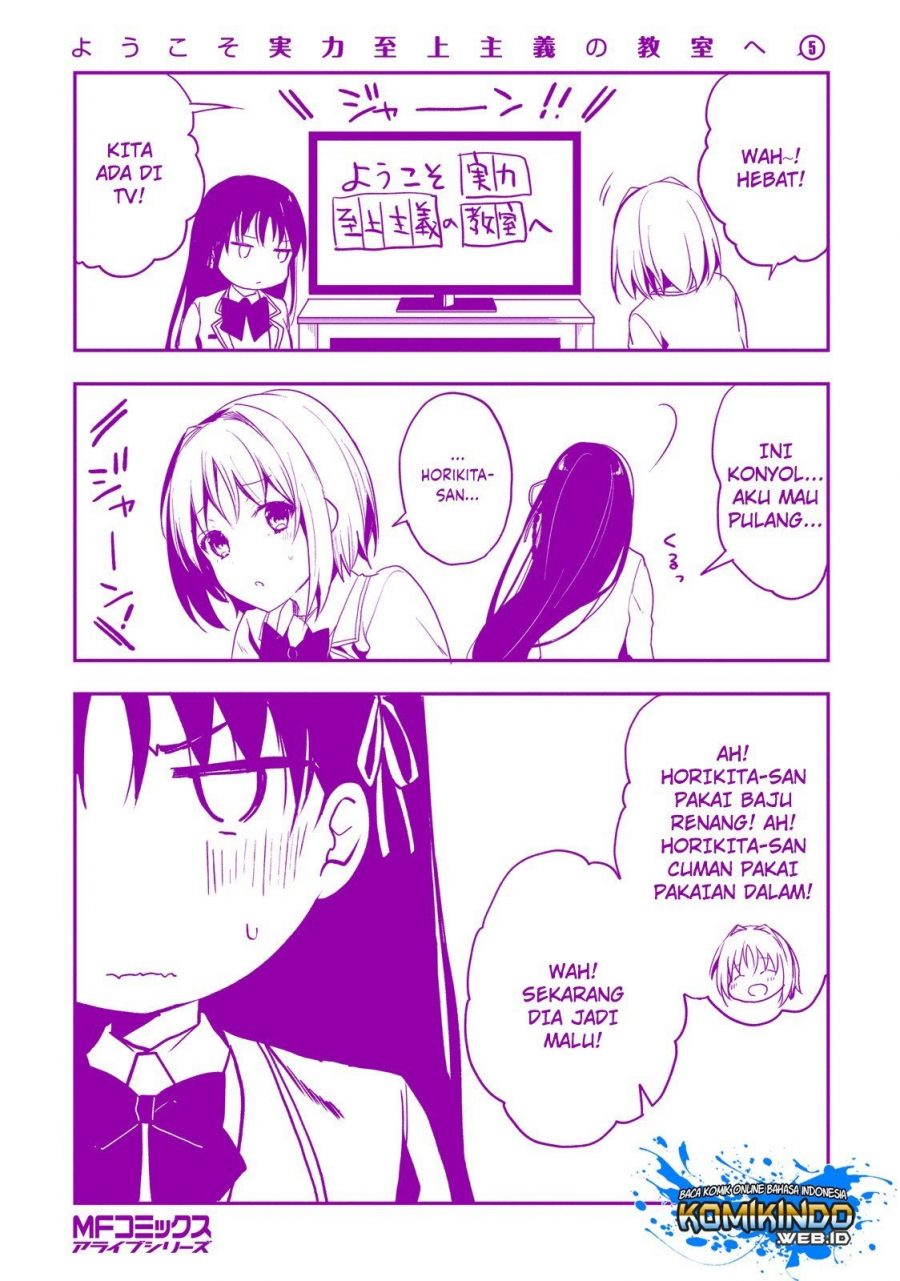 ようこそ実力至上主義の教室へ ⑤
WAH~!
HEBAT!
ジャーーン!!
KITA
ADA DI
TV!
ようこそ 実力
至上主義の教室へ
INI
KONYOL...
AKU MAU
PULANG...
くるっ
...
HORIKITA-
SAN...
ジャーーン!
AH!
HORIKITA-SAN
PAKAI BAJU
RENANG! AH!
HORIKITA-SAN
CUMAN PAKAI
PAKAIAN DALAM!
WAH!
SEKARANG
DIA JADI
MALU!
MFコミックス
アライブシリーズ
BACA KOMIK ONLINE BAHASA INDONESIA
KOMIKINDO
.WEB.ID